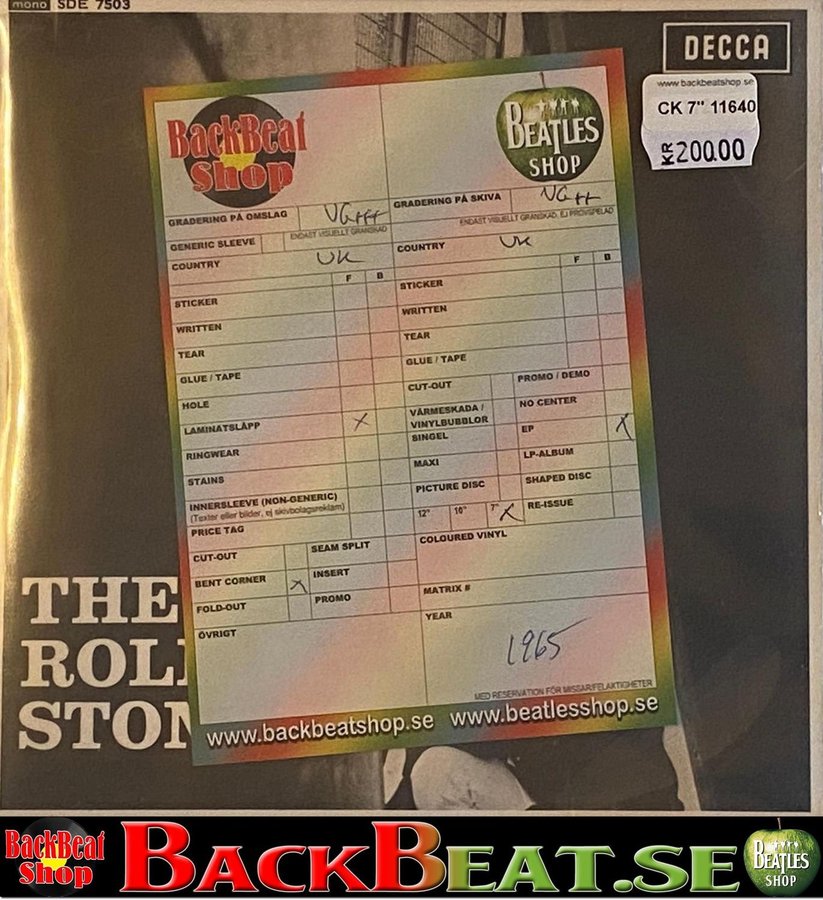 mono SDE 7503
DECCA
www.backbeatshop.se
CK 7" 11640
KR 200.00
BackBeat Shop
BEATLES SHOP
GRADERING PÅ OMSLAG VG+++
ENDAST VISUELLT GRANSKAD
GENERIC SLEEVE
COUNTRY UK
F B
STICKER
WRITTEN
TEAR
GLUE / TAPE
HOLE
LAMINATSLÄPP X
RINGWEAR
STAINS
INNERSLEEVE (NON-GENERIC)
(Texter eller bilder, ej skivbolagsreklam)
PRICE TAG
CUT-OUT SEAM SPLIT
BENT CORNER X INSERT
FOLD-OUT PROMO
ÖVRIGT
GRADERING PÅ SKIVA VG++
ENDAST VISUELLT GRANSKAD, EJ PROVSPELAD
COUNTRY UK
F B
STICKER
WRITTEN
TEAR
GLUE / TAPE
CUT-OUT PROMO / DEMO
VÄRMESKADA / VINYLBUBBLOR NO CENTER
SINGEL EP X
MAXI LP-ALBUM
PICTURE DISC SHAPED DISC
12" 10" 7" X RE-ISSUE
COLOURED VINYL
MATRIX #
YEAR
1965
MED RESERVATION FÖR MISSAR/FELAKTIGHETER
www.backbeatshop.se www.beatlesshop.se
THE
ROLL
STON
BackBeat Shop BACKBEAT.SE BEATLES SHOP